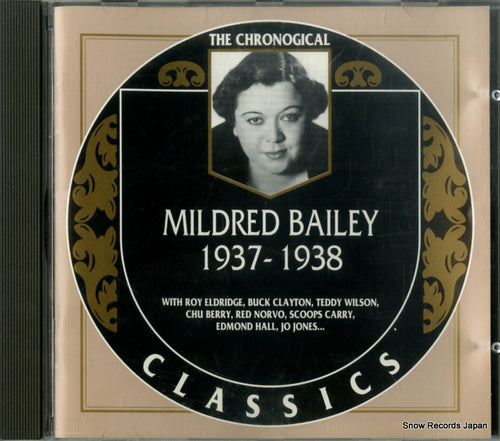 THE CHRONOGICAL
MILDRED BAILEY
1937-1938
WITH ROY ELDRIDGE, BUCK CLAYTON, TEDDY WILSON,
CHU BERRY, RED NORVO, SCOOPS CARRY,
EDMOND HALL, JO JONES...
CLASSICS
Snow Records Japan